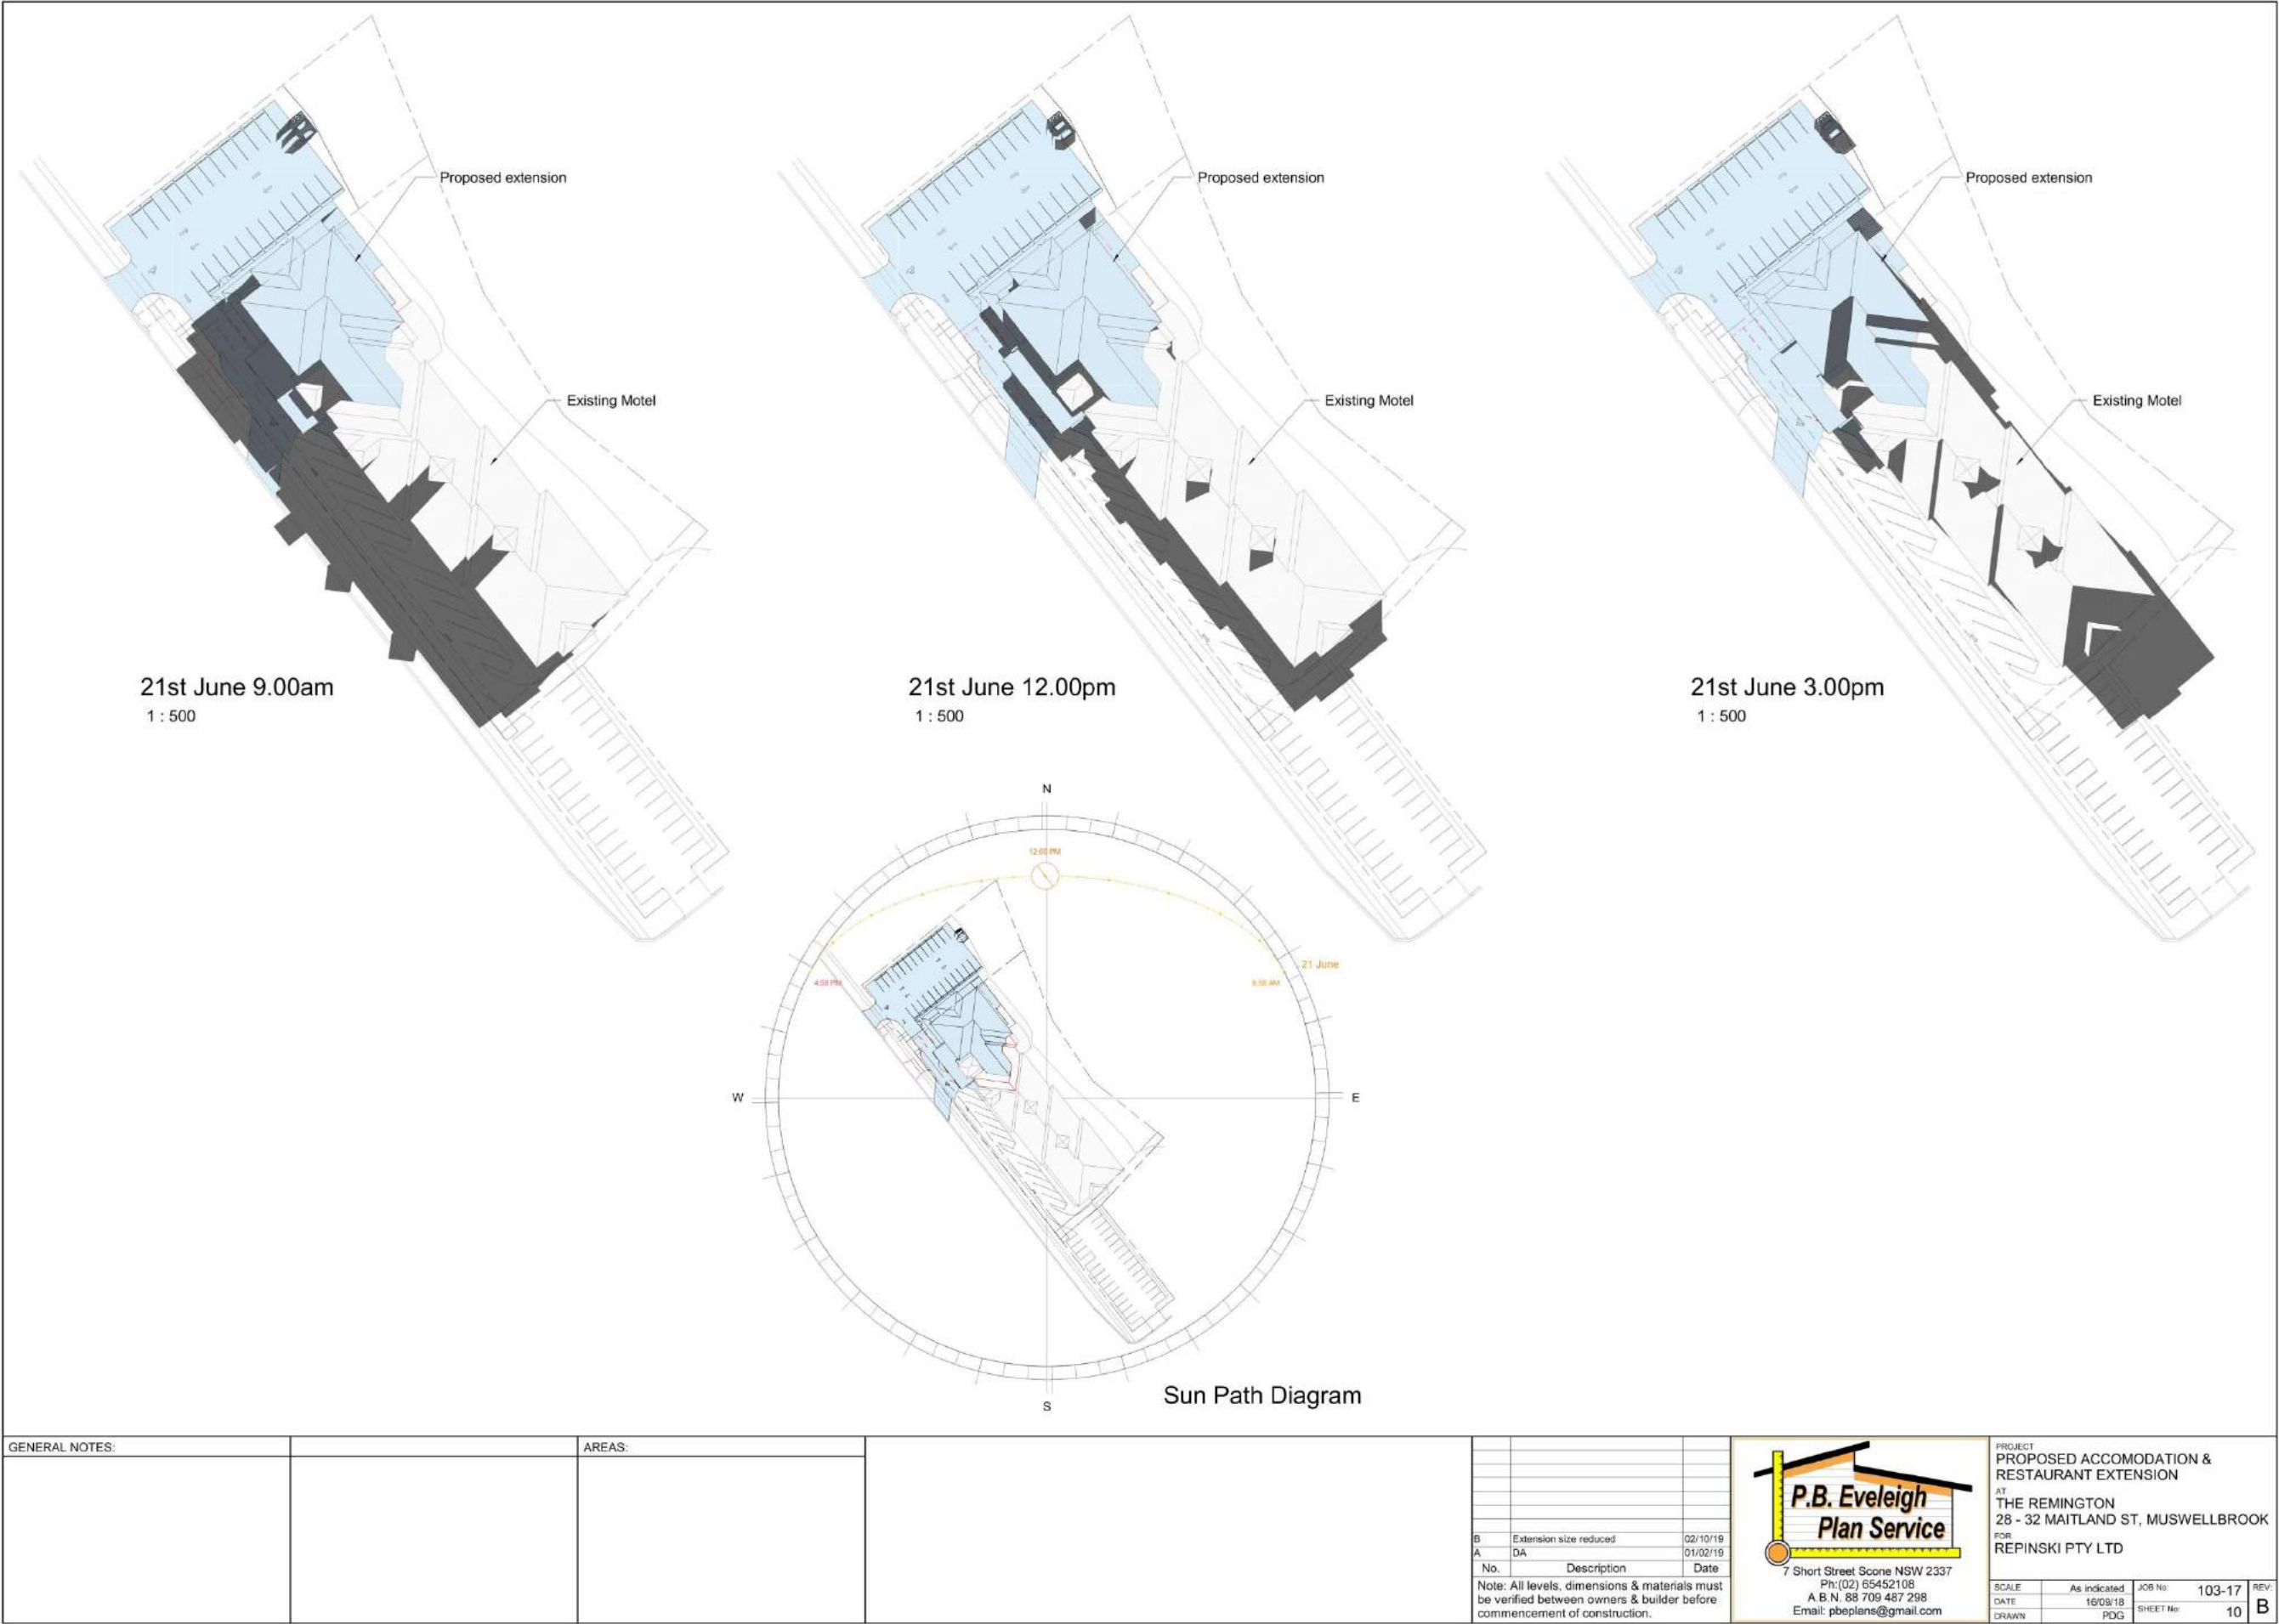 Proposed extension
Existing Motel
21st June 9.00am
1 : 500
Proposed extension
Existing Motel
21st June 12.00pm
1 : 500
Proposed extension
Existing Motel
21st June 3.00pm
1 : 500
N
12:00 PM
21 June
4:58 PM
W
E
S
Sun Path Diagram
GENERAL NOTES:
AREAS:
B Extension size reduced 02/10/19
A DA 01/02/19
No. Description Date
Note: All levels, dimensions & materials must
be verified between owners & builder before
commencement of construction.
P.B. Eveleigh
Plan Service
7 Short Street Scone NSW 2337
Ph:(02) 65452108
A.B.N. 88 709 487 298
Email: pbeplans@gmail.com
PROJECT
PROPOSED ACCOMODATION &
RESTAURANT EXTENSION
AT
THE REMINGTON
28 - 32 MAITLAND ST, MUSWELLBROOK
FOR
REPINSKI PTY LTD
SCALE As indicated
DATE 16/09/18
DRAWN PDG
JOB No: 103-17
SHEET No: 10
REV:
B